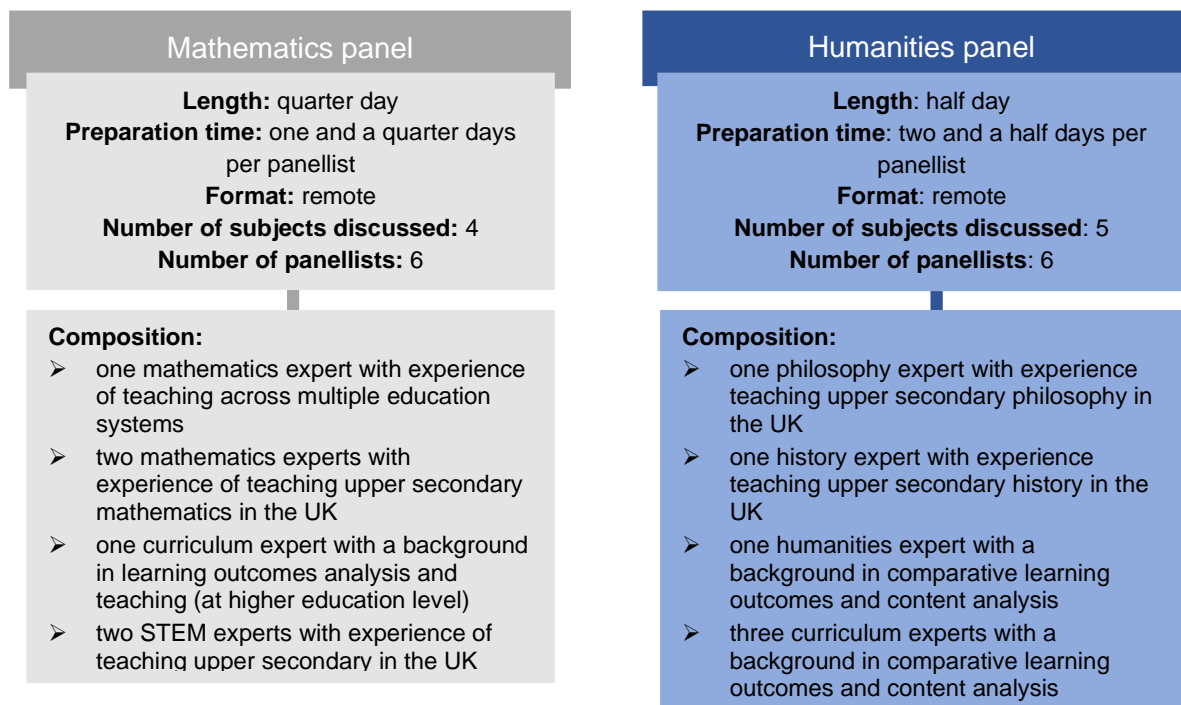 Mathematics panel
Length: quarter day
Preparation time: one and a quarter days
per panellist
Format: remote
Number of subjects discussed: 4
Number of panellists: 6
Composition:
➢ one mathematics expert with experience
of teaching across multiple education
systems
➢ two mathematics experts with
experience of teaching upper secondary
mathematics in the UK
➢ one curriculum expert with a background
in learning outcomes analysis and
teaching (at higher education level)
➢ two STEM experts with experience of
teaching upper secondary in the UK
Humanities panel
Length: half day
Preparation time: two and a half days per
panellist
Format: remote
Number of subjects discussed: 5
Number of panellists: 6
Composition:
➢ one philosophy expert with experience
teaching upper secondary philosophy in
the UK
➢ one history expert with experience
teaching upper secondary history in the
UK
➢ one humanities expert with a
background in comparative learning
outcomes and content analysis
➢ three curriculum experts with a
background in comparative learning
outcomes and content analysis